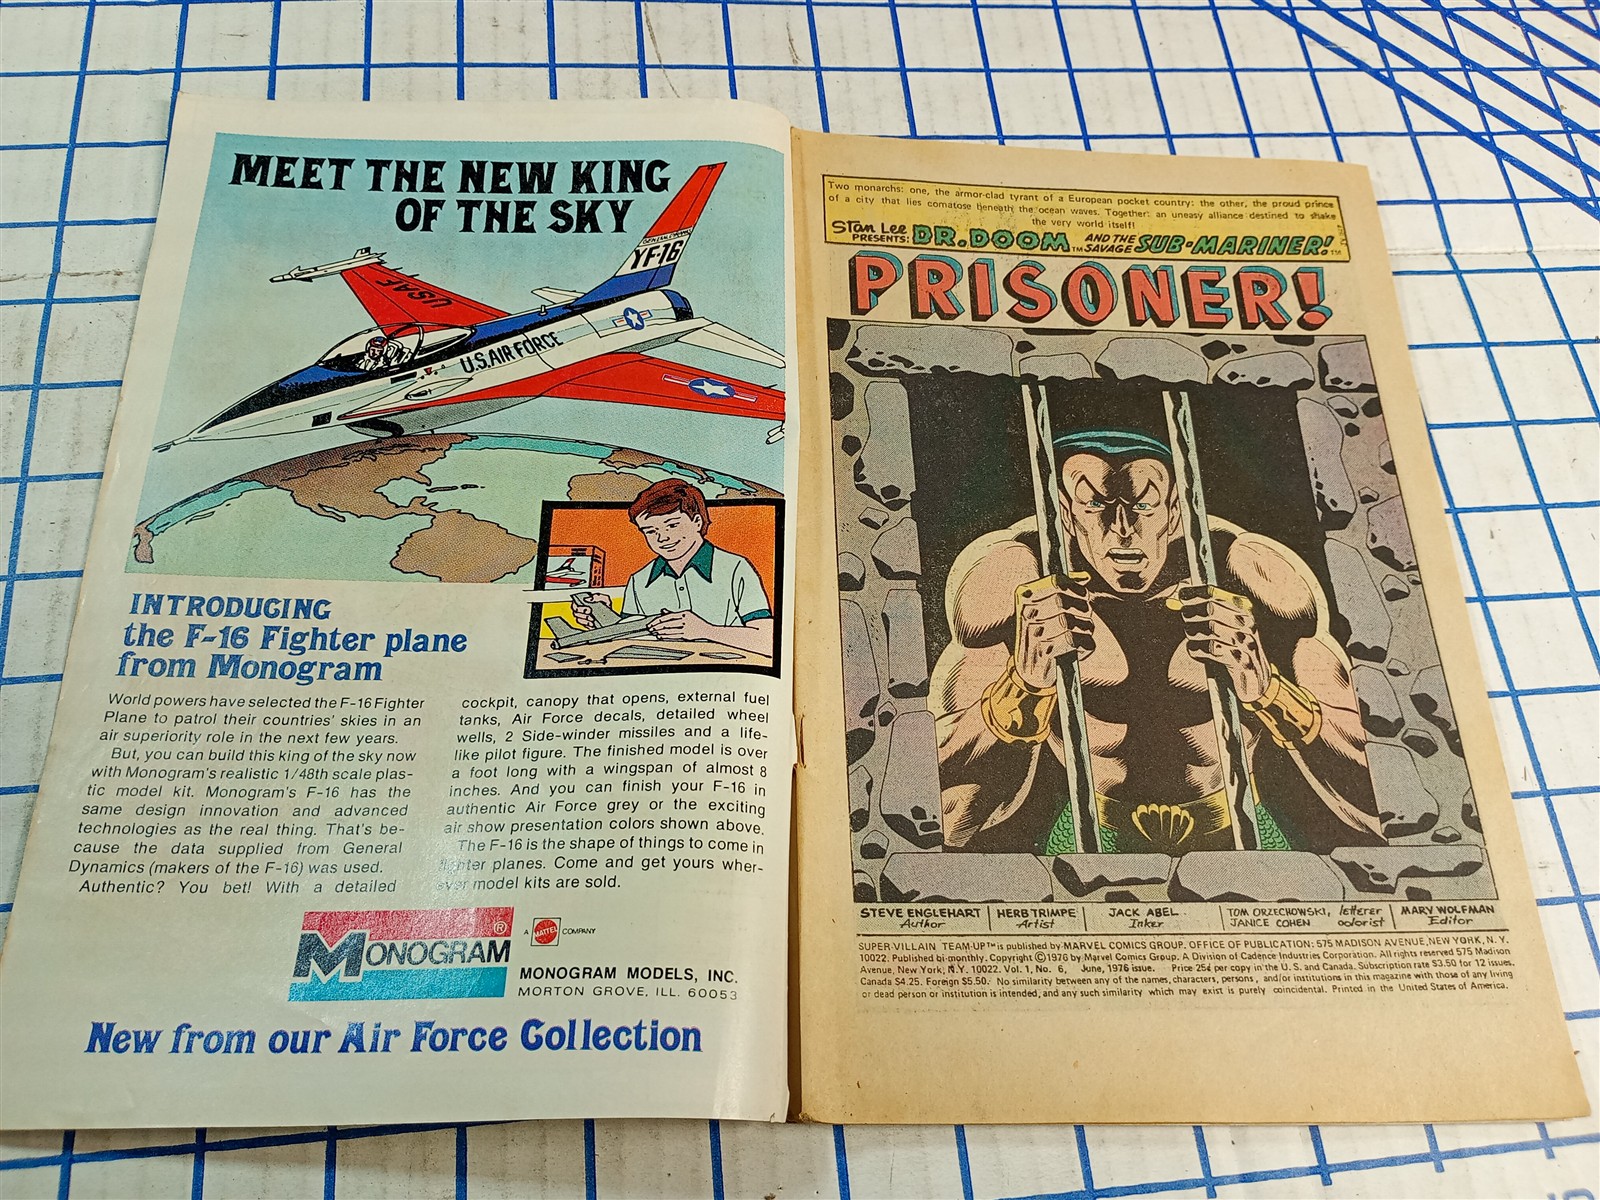 MEET THE NEW KING
OF THE SKY
GENERAL DYNAMICS
YF-16
USAF
U.S. AIR FORCE
INTRODUCING
the F-16 Fighter plane
from Monogram
World powers have selected the F-16 Fighter
Plane to patrol their countries' skies in an
air superiority role in the next few years.
But, you can build this king of the sky now
with Monogram's realistic 1/48th scale plas-
tic model kit. Monogram's F-16 has the
same design innovation and advanced
technologies as the real thing. That's be-
cause the data supplied from General
Dynamics (makers of the F-16) was used.
Authentic? You bet! With a detailed
cockpit, canopy that opens, external fuel
tanks, Air Force decals, detailed wheel
wells, 2 Side-winder missiles and a life-
like pilot figure. The finished model is over
a foot long with a wingspan of almost 8
inches. And you can finish your F-16 in
authentic Air Force grey or the exciting
air show presentation colors shown above.
The F-16 is the shape of things to come in
fighter planes. Come and get yours wher-
ever model kits are sold.
MONOGRAM ®
A MATTEL COMPANY
MONOGRAM MODELS, INC.
MORTON GROVE, ILL. 60053
New from our Air Force Collection
Two monarchs: one, the armor-clad tyrant of a European pocket country: the other, the proud prince
of a city that lies comatose beneath the ocean waves. Together: an uneasy alliance destined to shake
the very world itself!
Stan Lee PRESENTS: DR. DOOM™ AND THE SAVAGE SUB-MARINER!™
PRISONER!
STEVE ENGLEHART Author
HERB TRIMPE Artist
JACK ABEL Inker
TOM ORZECHOWSKI, letterer
JANICE COHEN colorist
MARV WOLFMAN Editor
SUPER-VILLAIN TEAM-UP™ is published by MARVEL COMICS GROUP. OFFICE OF PUBLICATION: 575 MADISON AVENUE, NEW YORK, N.Y.
10022. Published bi-monthly. Copyright ©1976 by Marvel Comics Group. A Division of Cadence Industries Corporation. All rights reserved 575 Madison
Avenue, New York, N.Y. 10022. Vol. 1, No. 6, June, 1976 issue. Price 25¢ per copy in the U.S. and Canada. Subscription rate $3.50 for 12 issues.
Canada $4.25. Foreign $5.50. No similarity between any of the names, characters, persons, and/or institutions in this magazine with those of any living
or dead person or institution is intended, and any such similarity which may exist is purely coincidental. Printed in the United States of America.